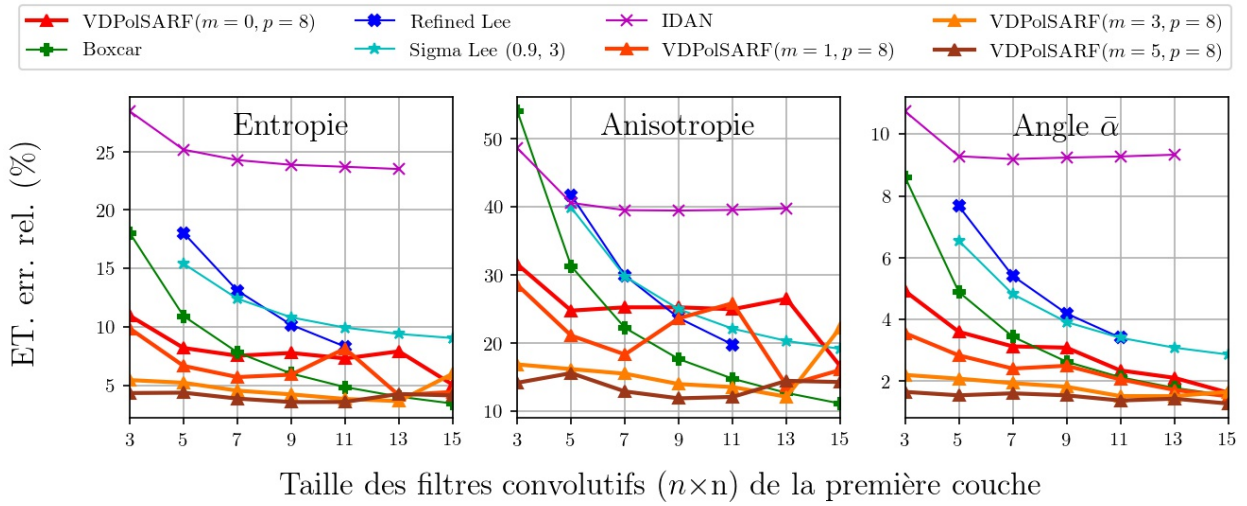 VDPolSARF(m = 0, p = 8) Refined Lee IDAN VDPolSARF(m = 3, p = 8)
Boxcar Sigma Lee (0.9, 3) VDPolSARF(m = 1, p = 8) VDPolSARF(m = 5, p = 8)
Entropie Anisotropie Angle ᾱ
ET. err. rel. (%)
25
20
15
10
5
3 5 7 9 11 13 15
50
40
30
20
10
3 5 7 9 11 13 15
10
8
6
4
2
3 5 7 9 11 13 15
Taille des filtres convolutifs (n×n) de la première couche